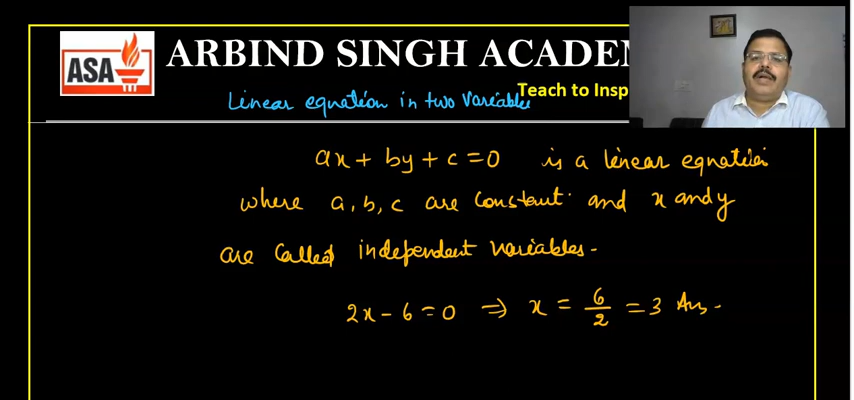 ASA
ARBIND SINGH ACADEM
Teach to Insp
Linear equation in two variables
ax + by + c = 0 is a linear equation
where a, b, c are constant. and x and y
are called independent variables.
2x - 6 = 0 ⇒ x = 6/2 = 3 Ans.